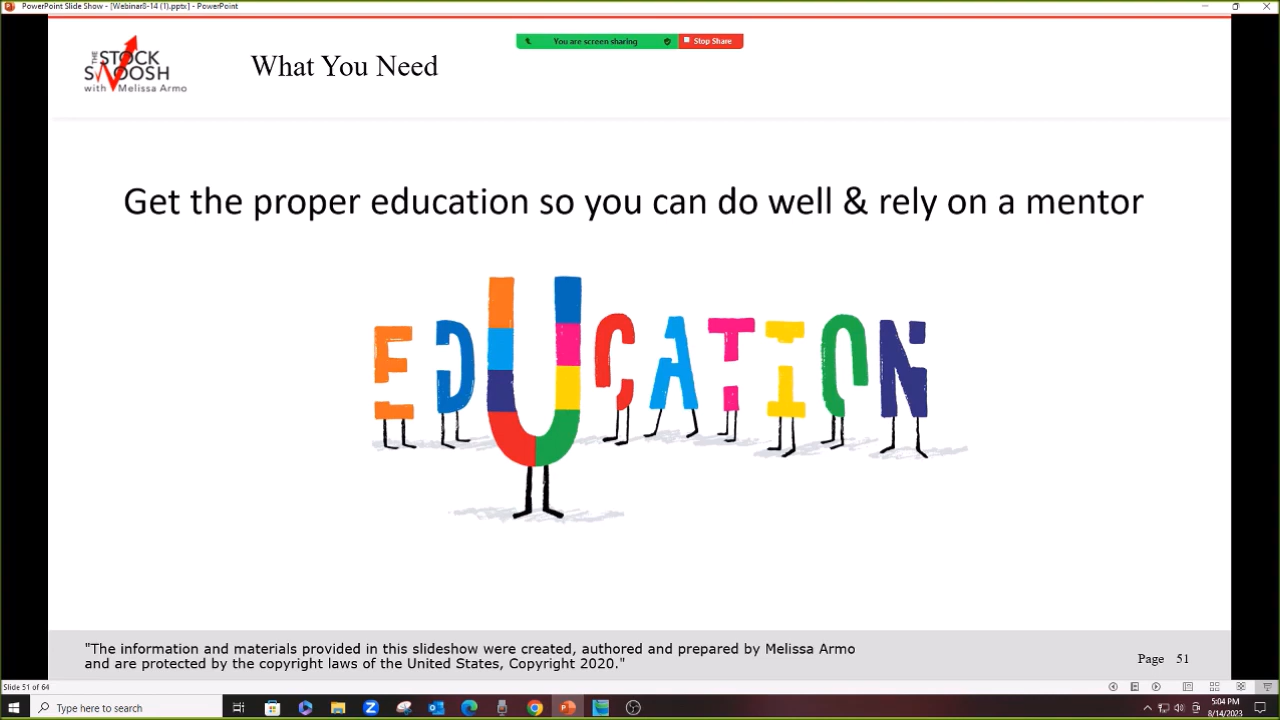 PowerPoint Slide Show - [Webinar8-14 (1).pptx] - PowerPoint
You are screen sharing
Stop Share
THE
STOCK
SWOOSH
with Melissa Armo
What You Need
Get the proper education so you can do well & rely on a mentor
EDUCATION
"The information and materials provided in this slideshow were created, authored and prepared by Melissa Armo
and are protected by the copyright laws of the United States, Copyright 2020."
Page 51
Slide 51 of 64
Type here to search
5:04 PM
8/14/2023